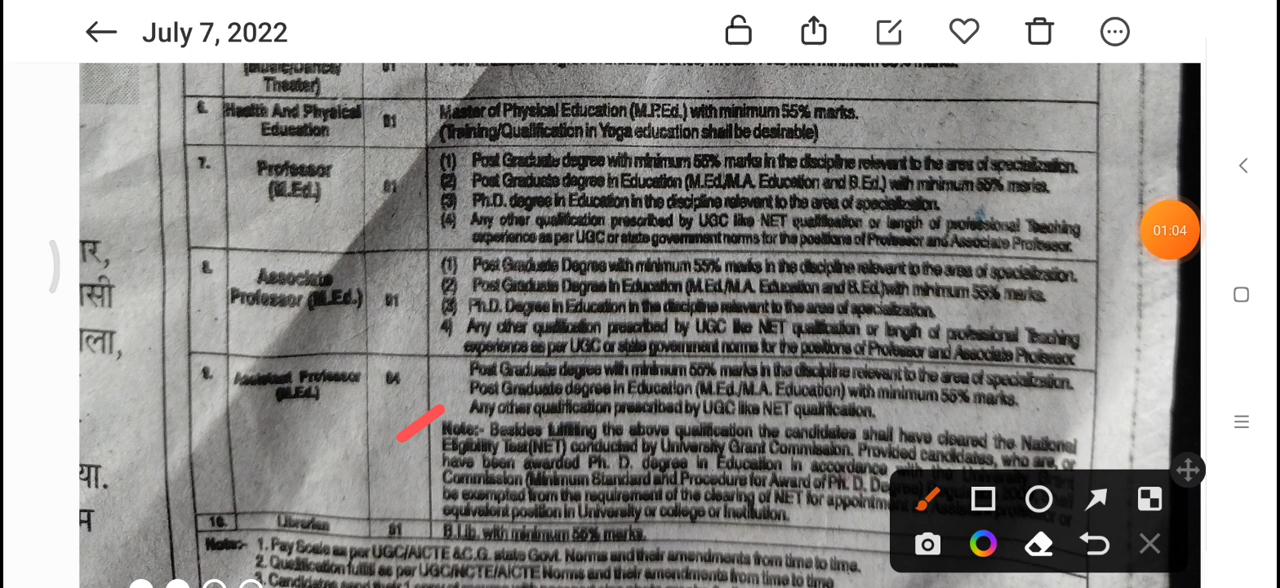 July 7, 2022
(Music/Dance/ 01
Theater)
6. Health And Physical Education 01 Master of Physical Education (M.P.Ed.) with minimum 55% marks.
(Training/Qualification in Yoga education shall be desirable)
7. Professor (M.Ed.) 01 (1) Post Graduate degree with minimum 55% marks in the discipline relevant to the area of specialization.
(2) Post Graduate degree in Education (M.Ed./M.A. Education and B.Ed.) with minimum 55% marks.
(3) Ph.D. degree in Education in the discipline relevant to the area of specialization.
(4) Any other qualification prescribed by UGC like NET qualification or length of professional Teaching
experience as per UGC or state government norms for the positions of Professor and Associate Professor.
8. Associate Professor (M.Ed.) 01 (1) Post Graduate Degree with minimum 55% marks in the discipline relevant to the area of specialization.
(2) Post Graduate Degree in Education (M.Ed./M.A. Education and B.Ed.)with minimum 55% marks.
(3) Ph.D. Degree in Education in the discipline relevant to the area of specialization.
4) Any other qualification prescribed by UGC like NET qualification or length of professional Teaching
experience as per UGC or state government norms for the positions of Professor and Associate Professor.
9. Assistant Professor (M.Ed.) 04 Post Graduate degree with minimum 55% marks in the discipline relevant to the area of specialization.
Post Graduate degree in Education (M.Ed./M.A. Education) with minimum 55% marks.
Any other qualification prescribed by UGC like NET qualification.
Note:- Besides fulfilling the above qualification the candidates shall have cleared the National
Eligibility Test(NET) conducted by University Grant Commission. Provided candidates, who are, or
have been awarded Ph. D. degree in Education in accordance with the
Commission (Minimum Standard and Procedure for Award of Ph. D.
be exempted from the requirement of the clearing of NET for appointment
equivalent position in University or college or Institution.
10. Librarian 01 B.Lib. with minimum 55% marks.
Note:- 1. Pay Scale as per UGC/AICTE &C.G. state Govt. Norms and their amendments from time to time.
2. Qualification fulfil as per UGC/NCTE/AICTE Norms and their amendments from time to time
3. Candidates
र,
सी
ला,
या.
01:04